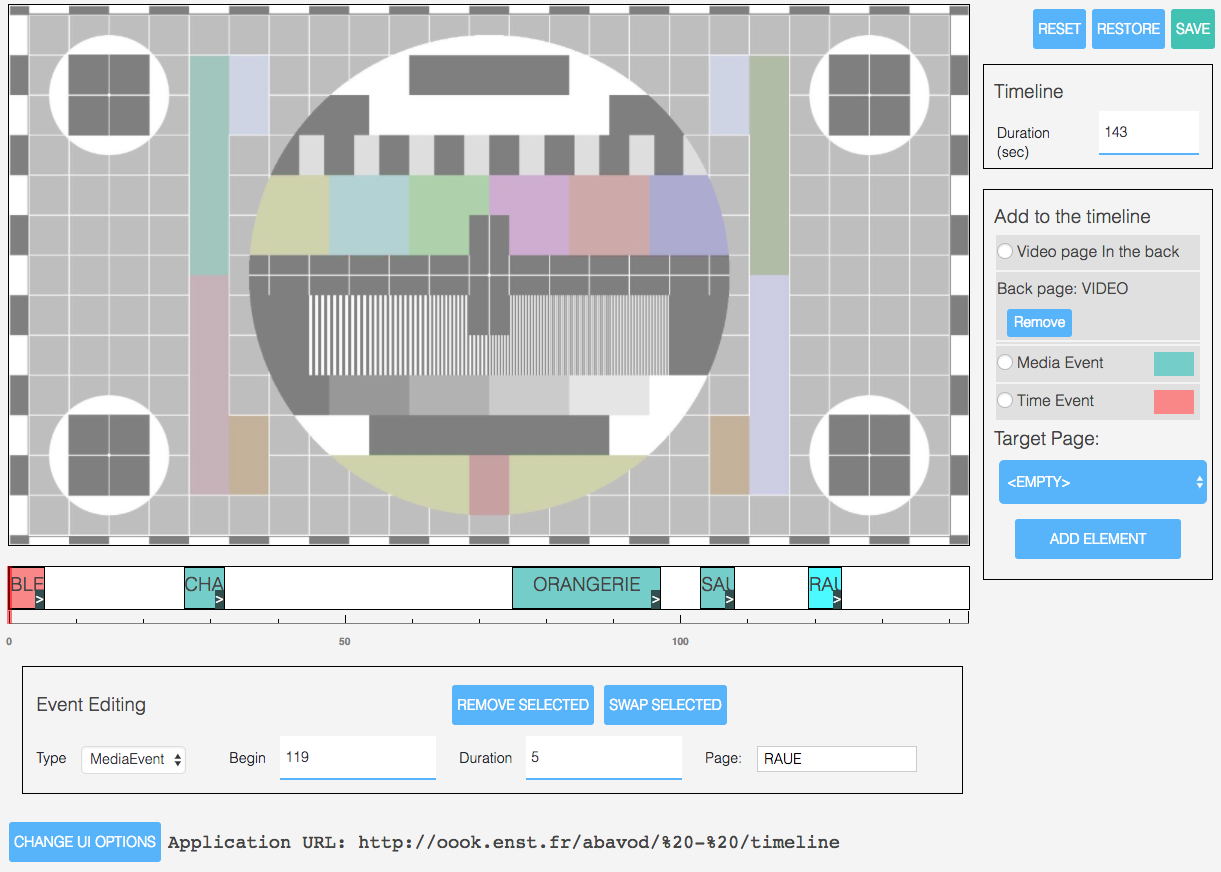 RESET RESTORE SAVE
Timeline
Duration
(sec)
143
Add to the timeline
Video page In the back
Back page: VIDEO
Remove
Media Event
Time Event
Target Page:
<EMPTY>
ADD ELEMENT
BLE > CHA > ORANGERIE > SAU > RAU >
0 50 100
Event Editing REMOVE SELECTED SWAP SELECTED
Type MediaEvent Begin 119 Duration 5 Page: RAUE
CHANGE UI OPTIONS Application URL: http://oook.enst.fr/abavod/%20-%20/timeline